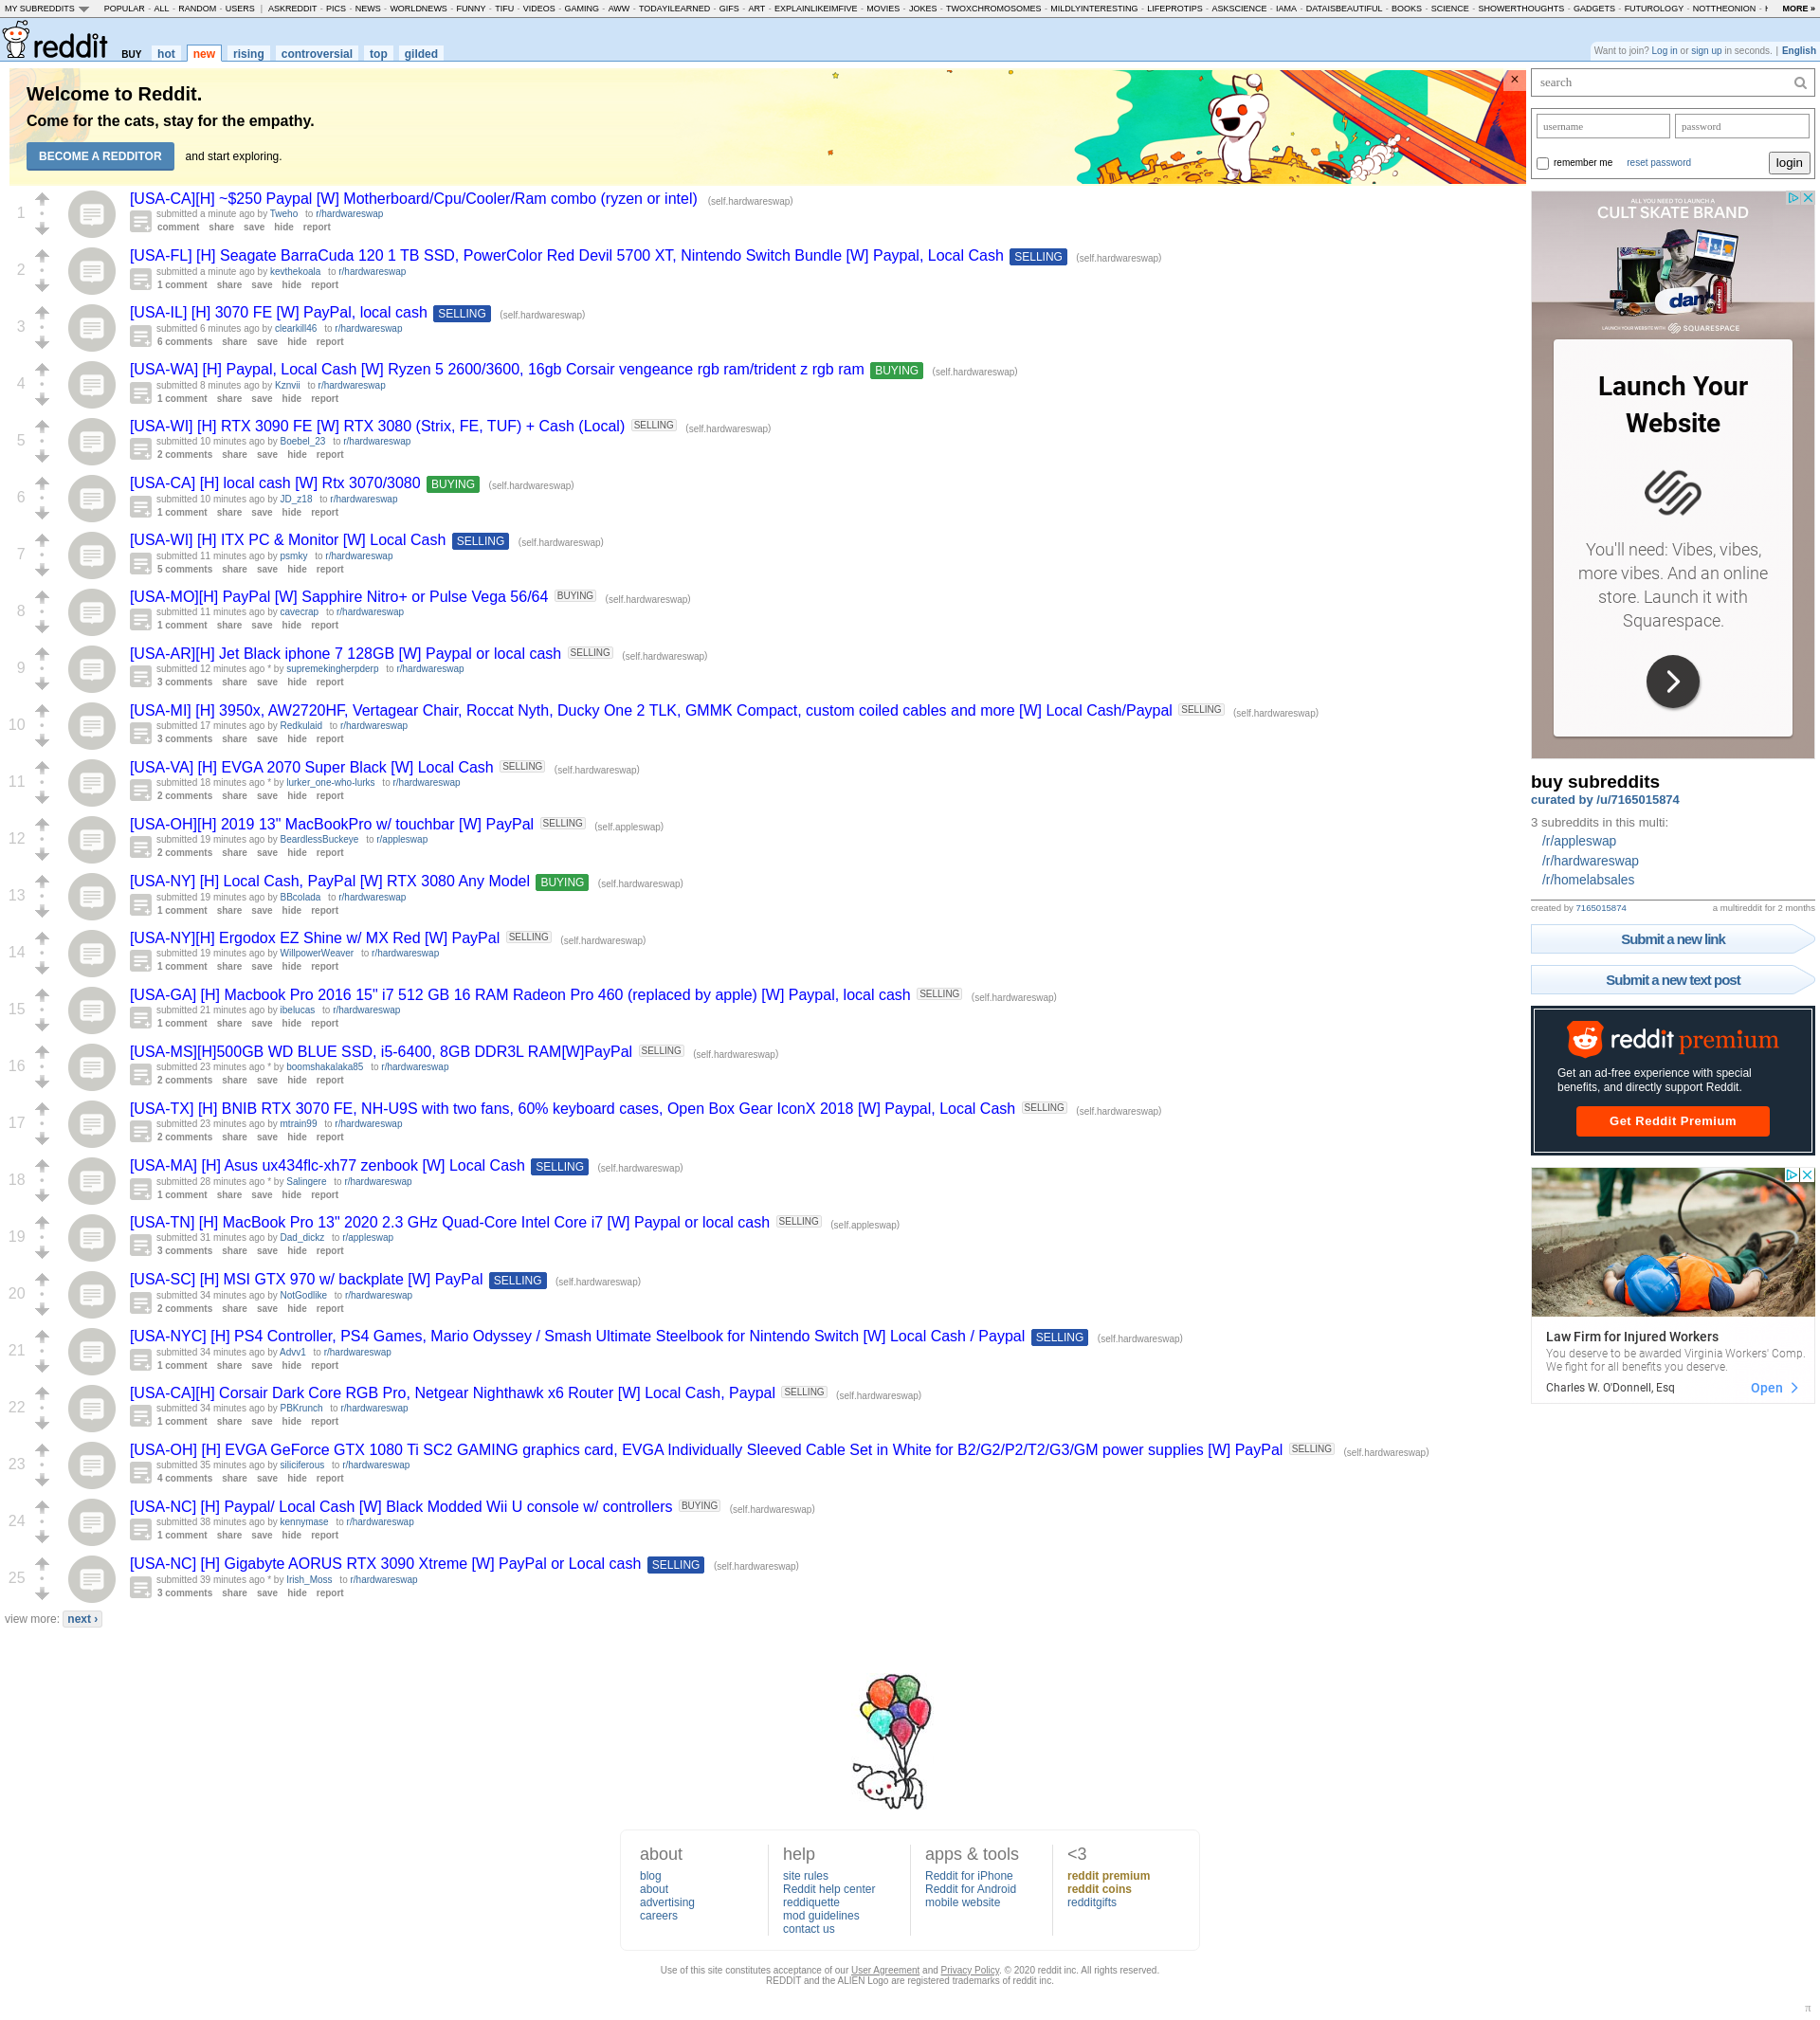 MY SUBREDDITS POPULAR - ALL - RANDOM - USERS | ASKREDDIT - PICS - NEWS - WORLDNEWS - FUNNY - TIFU - VIDEOS - GAMING - AWW - TODAYILEARNED - GIFS - ART - EXPLAINLIKEIMFIVE - MOVIES - JOKES - TWOXCHROMOSOMES - MILDLYINTERESTING - LIFEPROTIPS - ASKSCIENCE - IAMA - DATAISBEAUTIFUL - BOOKS - SCIENCE - SHOWERTHOUGHTS - GADGETS - FUTUROLOGY - NOTTHEONION - MORE »
reddit BUY hot new rising controversial top gilded
Want to join? Log in or sign up in seconds. | English
Welcome to Reddit.
Come for the cats, stay for the empathy.
BECOME A REDDITOR and start exploring.
×
1
[USA-CA][H] ~$250 Paypal [W] Motherboard/Cpu/Cooler/Ram combo (ryzen or intel) (self.hardwareswap)
submitted a minute ago by Tweho to r/hardwareswap
comment share save hide report
2
[USA-FL] [H] Seagate BarraCuda 120 1 TB SSD, PowerColor Red Devil 5700 XT, Nintendo Switch Bundle [W] Paypal, Local Cash SELLING (self.hardwareswap)
submitted a minute ago by kevthekoala to r/hardwareswap
1 comment share save hide report
3
[USA-IL] [H] 3070 FE [W] PayPal, local cash SELLING (self.hardwareswap)
submitted 6 minutes ago by clearkill46 to r/hardwareswap
6 comments share save hide report
4
[USA-WA] [H] Paypal, Local Cash [W] Ryzen 5 2600/3600, 16gb Corsair vengeance rgb ram/trident z rgb ram BUYING (self.hardwareswap)
submitted 8 minutes ago by Kznvii to r/hardwareswap
1 comment share save hide report
5
[USA-WI] [H] RTX 3090 FE [W] RTX 3080 (Strix, FE, TUF) + Cash (Local) SELLING (self.hardwareswap)
submitted 10 minutes ago by Boebel_23 to r/hardwareswap
2 comments share save hide report
6
[USA-CA] [H] local cash [W] Rtx 3070/3080 BUYING (self.hardwareswap)
submitted 10 minutes ago by JD_z18 to r/hardwareswap
1 comment share save hide report
7
[USA-WI] [H] ITX PC & Monitor [W] Local Cash SELLING (self.hardwareswap)
submitted 11 minutes ago by psmky to r/hardwareswap
5 comments share save hide report
8
[USA-MO][H] PayPal [W] Sapphire Nitro+ or Pulse Vega 56/64 BUYING (self.hardwareswap)
submitted 11 minutes ago by cavecrap to r/hardwareswap
1 comment share save hide report
9
[USA-AR][H] Jet Black iphone 7 128GB [W] Paypal or local cash SELLING (self.hardwareswap)
submitted 12 minutes ago * by supremekingherpderp to r/hardwareswap
3 comments share save hide report
10
[USA-MI] [H] 3950x, AW2720HF, Vertagear Chair, Roccat Nyth, Ducky One 2 TLK, GMMK Compact, custom coiled cables and more [W] Local Cash/Paypal SELLING (self.hardwareswap)
submitted 17 minutes ago by Redkulaid to r/hardwareswap
3 comments share save hide report
11
[USA-VA] [H] EVGA 2070 Super Black [W] Local Cash SELLING (self.hardwareswap)
submitted 18 minutes ago * by lurker_one-who-lurks to r/hardwareswap
2 comments share save hide report
12
[USA-OH][H] 2019 13" MacBookPro w/ touchbar [W] PayPal SELLING (self.appleswap)
submitted 19 minutes ago by BeardlessBuckeye to r/appleswap
2 comments share save hide report
13
[USA-NY] [H] Local Cash, PayPal [W] RTX 3080 Any Model BUYING (self.hardwareswap)
submitted 19 minutes ago by BBcolada to r/hardwareswap
1 comment share save hide report
14
[USA-NY][H] Ergodox EZ Shine w/ MX Red [W] PayPal SELLING (self.hardwareswap)
submitted 19 minutes ago by WillpowerWeaver to r/hardwareswap
1 comment share save hide report
15
[USA-GA] [H] Macbook Pro 2016 15" i7 512 GB 16 RAM Radeon Pro 460 (replaced by apple) [W] Paypal, local cash SELLING (self.hardwareswap)
submitted 21 minutes ago by ibelucas to r/hardwareswap
1 comment share save hide report
16
[USA-MS][H]500GB WD BLUE SSD, i5-6400, 8GB DDR3L RAM[W]PayPal SELLING (self.hardwareswap)
submitted 23 minutes ago * by boomshakalaka85 to r/hardwareswap
2 comments share save hide report
17
[USA-TX] [H] BNIB RTX 3070 FE, NH-U9S with two fans, 60% keyboard cases, Open Box Gear IconX 2018 [W] Paypal, Local Cash SELLING (self.hardwareswap)
submitted 23 minutes ago by mtrain99 to r/hardwareswap
2 comments share save hide report
18
[USA-MA] [H] Asus ux434flc-xh77 zenbook [W] Local Cash SELLING (self.hardwareswap)
submitted 28 minutes ago * by Salingere to r/hardwareswap
1 comment share save hide report
19
[USA-TN] [H] MacBook Pro 13" 2020 2.3 GHz Quad-Core Intel Core i7 [W] Paypal or local cash SELLING (self.appleswap)
submitted 31 minutes ago by Dad_dickz to r/appleswap
3 comments share save hide report
20
[USA-SC] [H] MSI GTX 970 w/ backplate [W] PayPal SELLING (self.hardwareswap)
submitted 34 minutes ago by NotGodlike to r/hardwareswap
2 comments share save hide report
21
[USA-NYC] [H] PS4 Controller, PS4 Games, Mario Odyssey / Smash Ultimate Steelbook for Nintendo Switch [W] Local Cash / Paypal SELLING (self.hardwareswap)
submitted 34 minutes ago by Advv1 to r/hardwareswap
1 comment share save hide report
22
[USA-CA][H] Corsair Dark Core RGB Pro, Netgear Nighthawk x6 Router [W] Local Cash, Paypal SELLING (self.hardwareswap)
submitted 34 minutes ago by PBKrunch to r/hardwareswap
1 comment share save hide report
23
[USA-OH] [H] EVGA GeForce GTX 1080 Ti SC2 GAMING graphics card, EVGA Individually Sleeved Cable Set in White for B2/G2/P2/T2/G3/GM power supplies [W] PayPal SELLING (self.hardwareswap)
submitted 35 minutes ago by siliciferous to r/hardwareswap
4 comments share save hide report
24
[USA-NC] [H] Paypal/ Local Cash [W] Black Modded Wii U console w/ controllers BUYING (self.hardwareswap)
submitted 38 minutes ago by kennymase to r/hardwareswap
1 comment share save hide report
25
[USA-NC] [H] Gigabyte AORUS RTX 3090 Xtreme [W] PayPal or Local cash SELLING (self.hardwareswap)
submitted 39 minutes ago * by Irish_Moss to r/hardwareswap
3 comments share save hide report
view more: next ›
search
username password
remember me reset password login
ALL YOU NEED TO LAUNCH A
CULT SKATE BRAND
dan
LAUNCH YOUR WEBSITE WITH SQUARESPACE
Launch Your
Website
You'll need: Vibes, vibes,
more vibes. And an online
store. Launch it with
Squarespace.
buy subreddits
curated by /u/7165015874
3 subreddits in this multi:
/r/appleswap
/r/hardwareswap
/r/homelabsales
created by 7165015874 a multireddit for 2 months
Submit a new link
Submit a new text post
reddit premium
Get an ad-free experience with special
benefits, and directly support Reddit.
Get Reddit Premium
Law Firm for Injured Workers
You deserve to be awarded Virginia Workers' Comp.
We fight for all benefits you deserve.
Charles W. O'Donnell, Esq Open
about
blog
about
advertising
careers
help
site rules
Reddit help center
reddiquette
mod guidelines
contact us
apps & tools
Reddit for iPhone
Reddit for Android
mobile website
<3
reddit premium
reddit coins
redditgifts
Use of this site constitutes acceptance of our User Agreement and Privacy Policy. © 2020 reddit inc. All rights reserved.
REDDIT and the ALIEN Logo are registered trademarks of reddit inc.
π